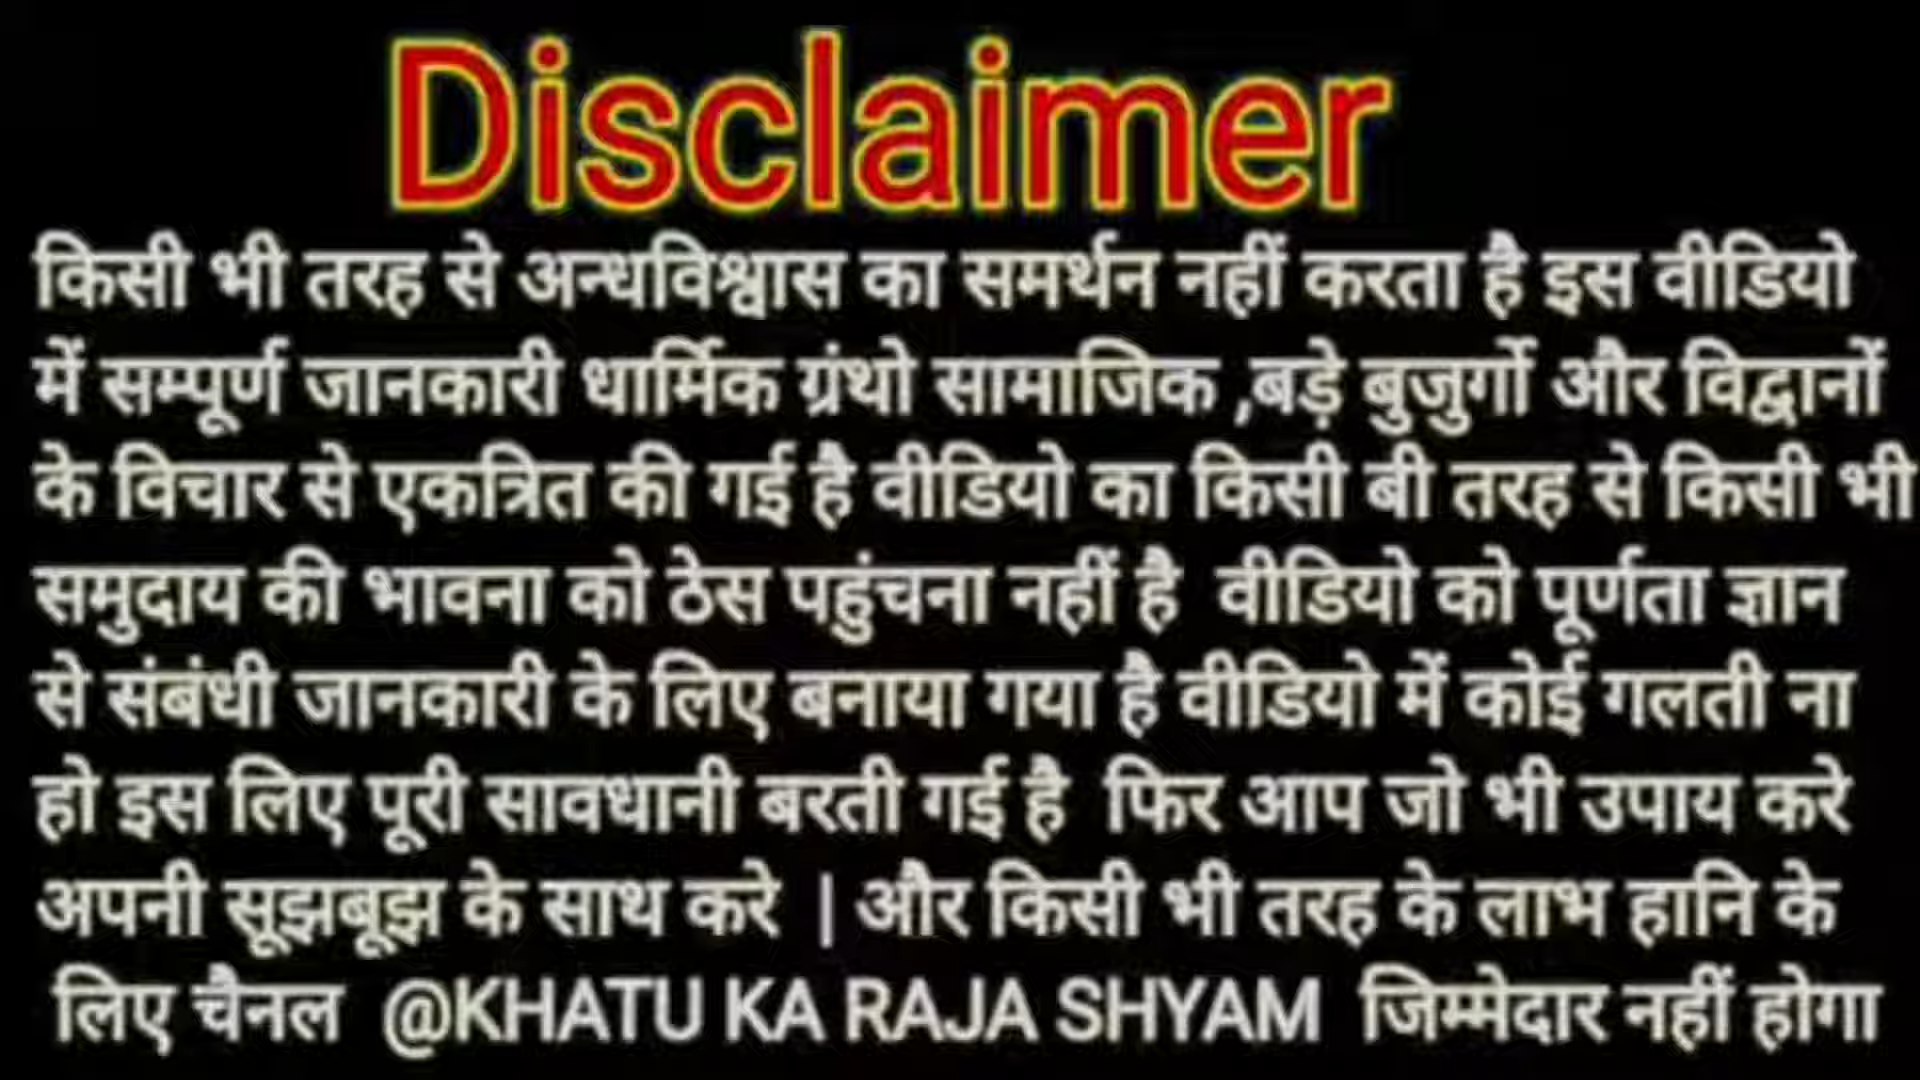 Disclaimer
किसी भी तरह से अन्धविश्वास का समर्थन नहीं करता है इस वीडियो
में सम्पूर्ण जानकारी धार्मिक ग्रंथो सामाजिक ,बड़े बुजुर्गो और विद्वानों
के विचार से एकत्रित की गई है वीडियो का किसी बी तरह से किसी भी
समुदाय की भावना को ठेस पहुंचना नहीं है वीडियो को पूर्णता ज्ञान
से संबंधी जानकारी के लिए बनाया गया है वीडियो में कोई गलती ना
हो इस लिए पूरी सावधानी बरती गई है फिर आप जो भी उपाय करे
अपनी सूझबूझ के साथ करे | और किसी भी तरह के लाभ हानि के
लिए चैनल @KHATU KA RAJA SHYAM जिम्मेदार नहीं होगा